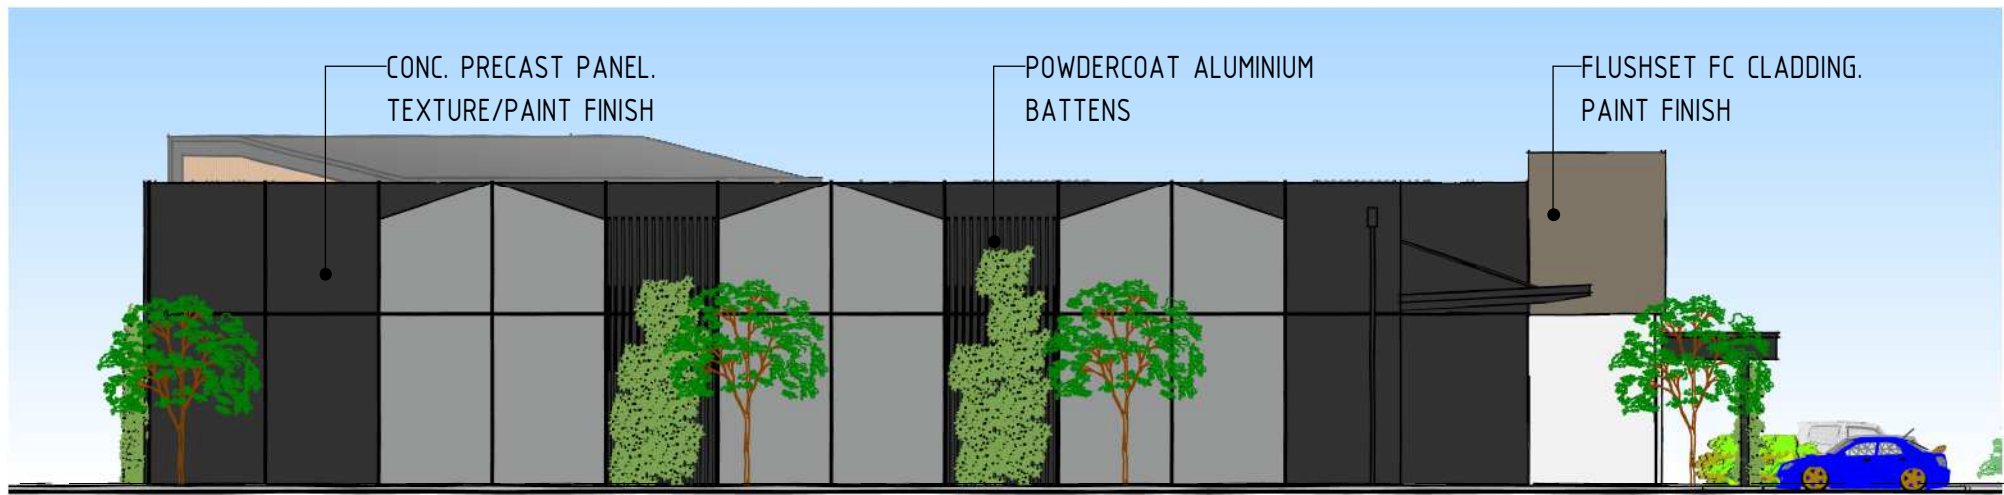 CONC. PRECAST PANEL.
TEXTURE/PAINT FINISH
POWDERCOAT ALUMINIUM
BATTENS
FLUSHSET FC CLADDING.
PAINT FINISH